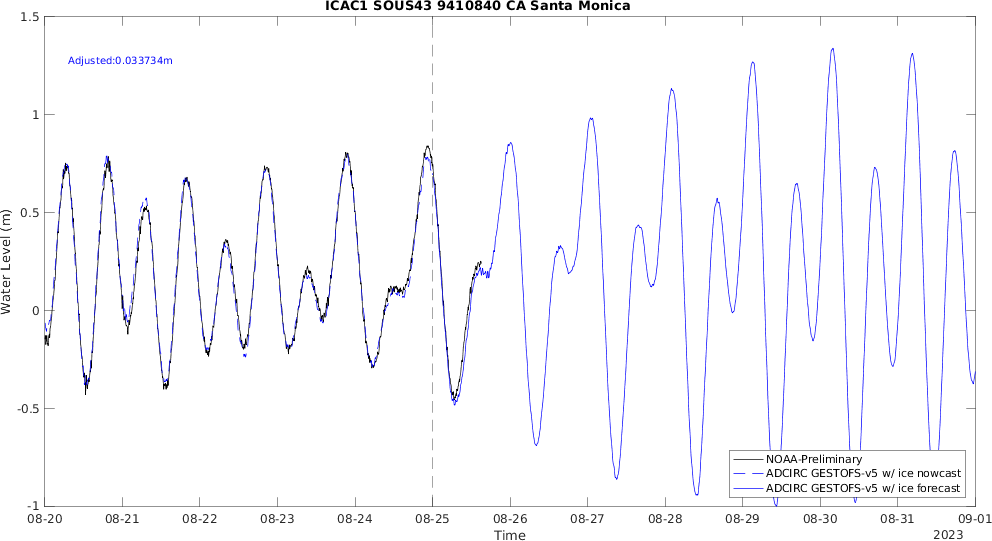 ICAC1 SOUS43 9410840 CA Santa Monica
Adjusted:0.033734m
Water Level (m)
1.5
1
0.5
0
-0.5
-1
NOAA-Preliminary
ADCIRC GESTOFS-v5 w/ ice nowcast
ADCIRC GESTOFS-v5 w/ ice forecast
08-20 08-21 08-22 08-23 08-24 08-25 08-26 08-27 08-28 08-29 08-30 08-31 09-01
Time
2023